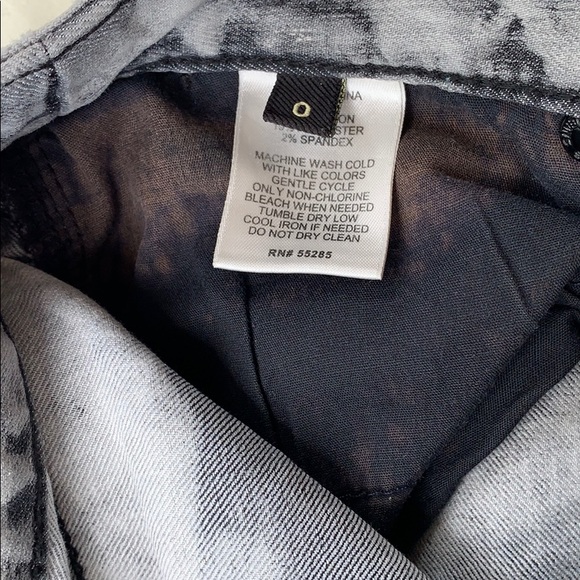 0
2% SPANDEX
MACHINE WASH COLD
WITH LIKE COLORS
GENTLE CYCLE
ONLY NON-CHLORINE
BLEACH WHEN NEEDED
TUMBLE DRY LOW
COOL IRON IF NEEDED
DO NOT DRY CLEAN
RN# 55285